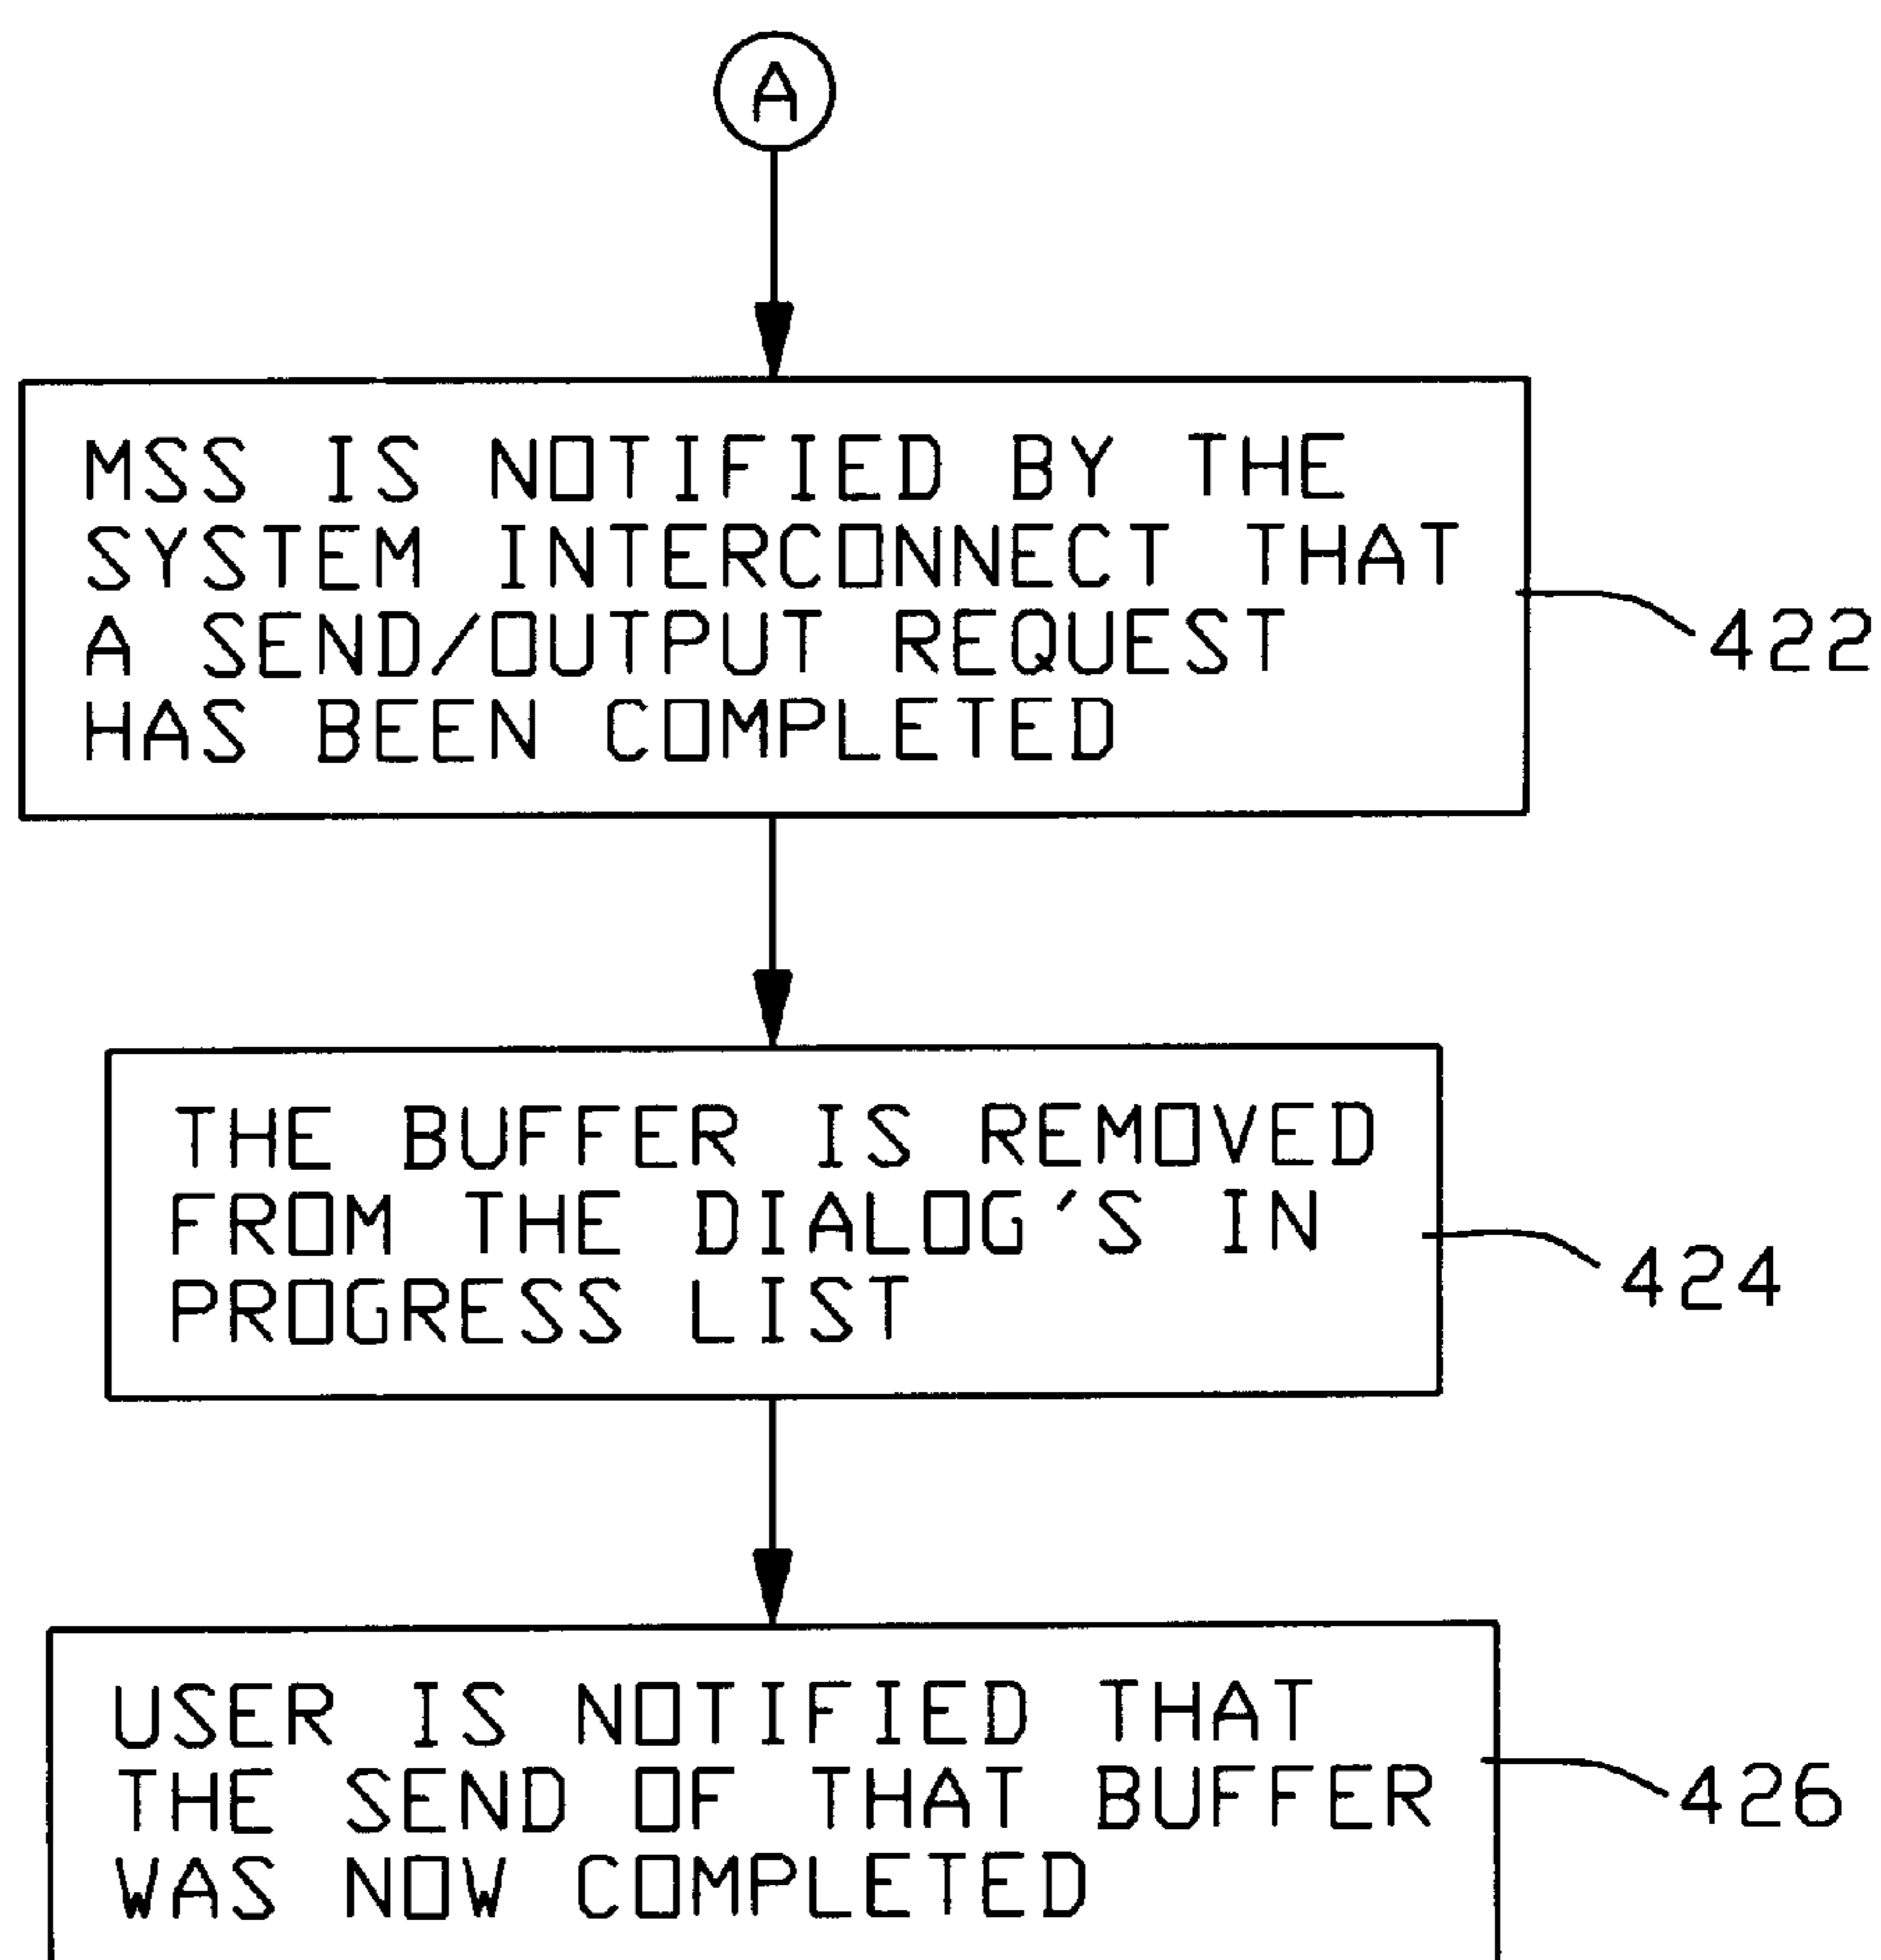 A
MSS IS NOTIFIED BY THE
SYSTEM INTERCONNECT THAT
A SEND/OUTPUT REQUEST
HAS BEEN COMPLETED
422
THE BUFFER IS REMOVED
FROM THE DIALOG'S IN
PROGRESS LIST
424
USER IS NOTIFIED THAT
THE SEND OF THAT BUFFER
WAS NOW COMPLETED
426